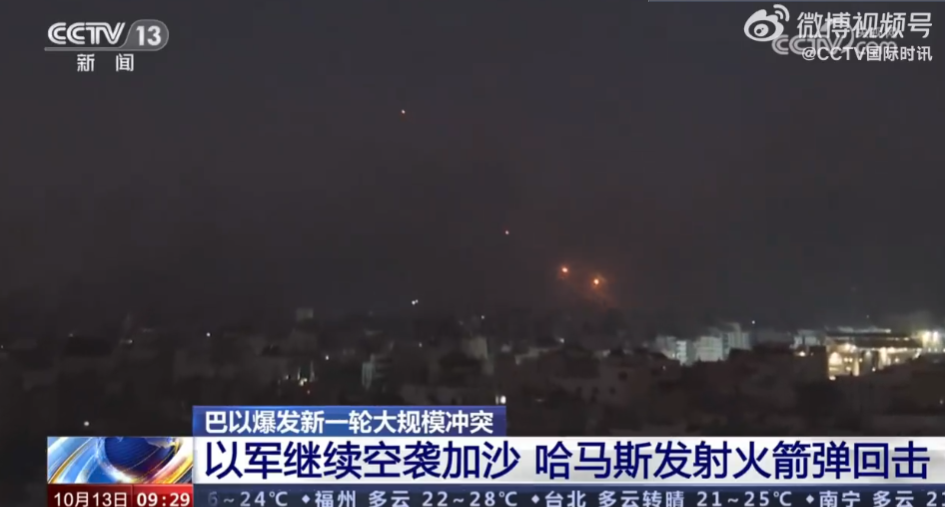 CCTV 13
新闻
微博视频号
@CCTV国际时讯
巴以爆发新一轮大规模冲突
以军继续空袭加沙 哈马斯发射火箭弹回击
10月13日 09:29
6~24℃ ◆福州 多云 22~28℃ ◆台北 多云转晴 21~25℃ ◆南宁 多云 2